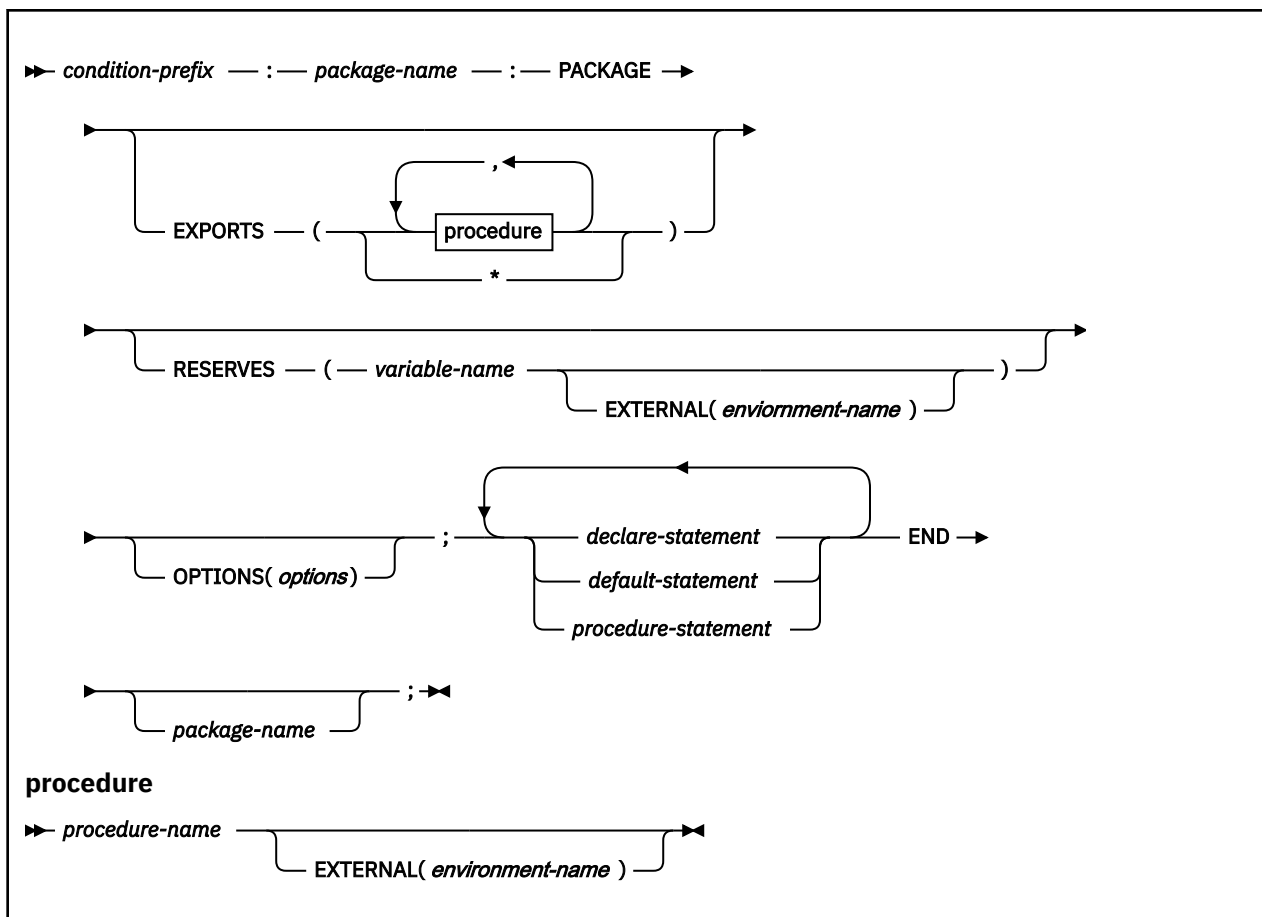 condition-prefix : package-name : PACKAGE
,
EXPORTS ( procedure )
*
RESERVES ( variable-name )
EXTERNAL( enviornment-name )
; declare-statement END
OPTIONS( options ) default-statement
procedure-statement
;
package-name
procedure
procedure-name
EXTERNAL( environment-name )